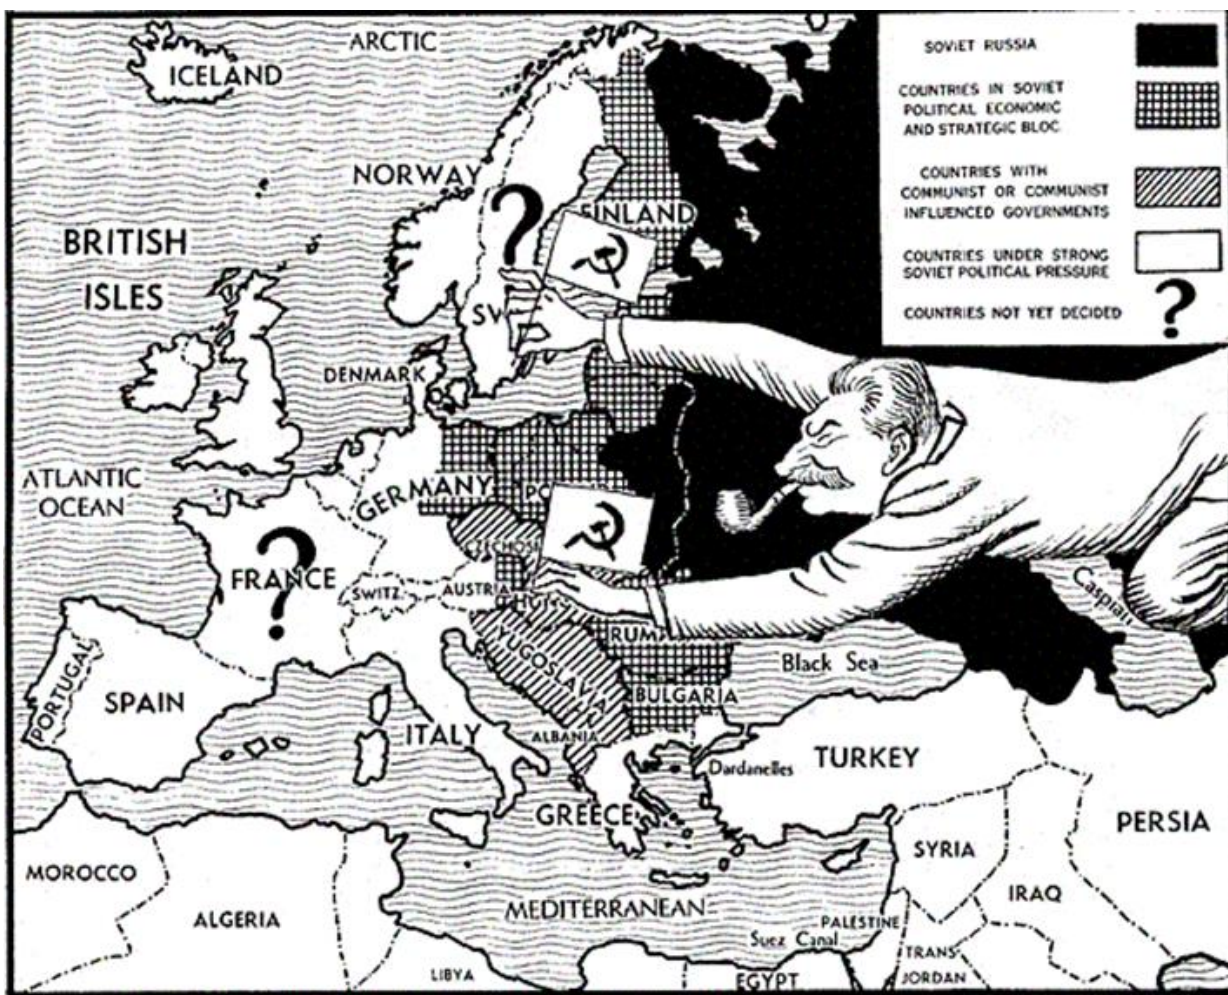 ARCTIC
ICELAND
SOVIET RUSSIA
COUNTRIES IN SOVIET
POLITICAL ECONOMIC
AND STRATEGIC BLOC
COUNTRIES WITH
COMMUNIST OR COMMUNIST
INFLUENCED GOVERNMENTS
COUNTRIES UNDER STRONG
SOVIET POLITICAL PRESSURE
COUNTRIES NOT YET DECIDED
?
NORWAY
?
FINLAND
BRITISH
ISLES
SW
DENMARK
ATLANTIC
OCEAN
GERMANY
PO
CZECHOS
?
FRANCE
SWITZ.
AUSTRIA
HU
Caspian
RUM
YUGOSLAVIA
Black Sea
BULGARIA
PORTUGAL
SPAIN
ITALY
ALBANIA
Dardanelles
TURKEY
GREECE
PERSIA
SYRIA
MOROCCO
IRAQ
ALGERIA
MEDITERRANEAN
PALESTINE
Suez Canal
TRANS-
JORDAN
LIBYA
EGYPT